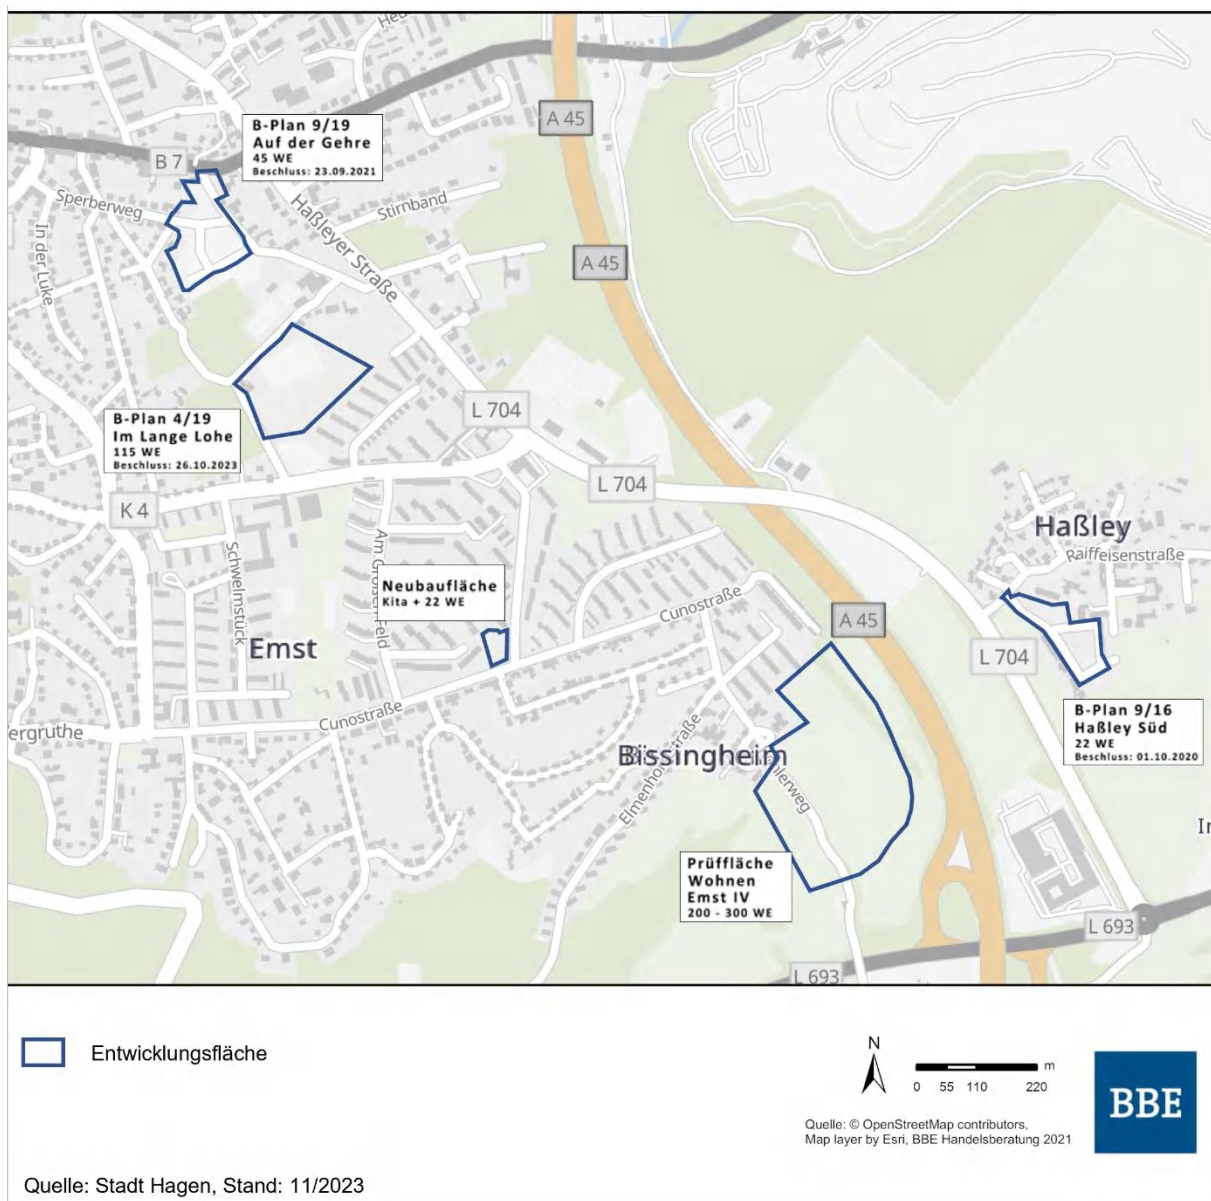 A 45
B-Plan 9/19
Auf der Gehre
45 WE
Beschluss: 23.09.2021
B 7
Sperberweg
In der Luke
Stirnband
Haßleyer Straße
A 45
B-Plan 4/19
Im Lange Lohe
115 WE
Beschluss: 26.10.2023
L 704
L 704
K 4
Haßley
Raiffeisenstraße
Schwelmstück
Am Großen Feld
Neubaufläche
Kita + 22 WE
Cunostraße
A 45
Emst
L 704
Cunostraße
B-Plan 9/16
Haßley Süd
22 WE
Beschluss: 01.10.2020
Bissingheim
Elmenhorststraße
Prüffläche
Wohnen
Emst IV
200 - 300 WE
L 693
L 693
Entwicklungsfläche
N
m
0 55 110 220
BBE
Quelle: © OpenStreetMap contributors,
Map layer by Esri, BBE Handelsberatung 2021
Quelle: Stadt Hagen, Stand: 11/2023